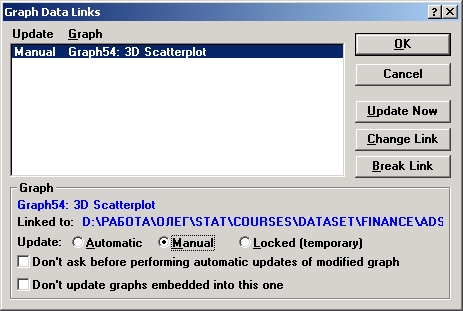 Graph Data Links
Update Graph
OK
Manual Graph54: 3D Scatterplot
Cancel
Update Now
Change Link
Break Link
Graph
Graph54: 3D Scatterplot
Linked to: D:\РАБОТА\ОЛЕГ\STAT\COURSES\DATASET\FINANCE\ADS
Update: Automatic Manual Locked (temporary)
Don't ask before performing automatic updates of modified graph
Don't update graphs embedded into this one